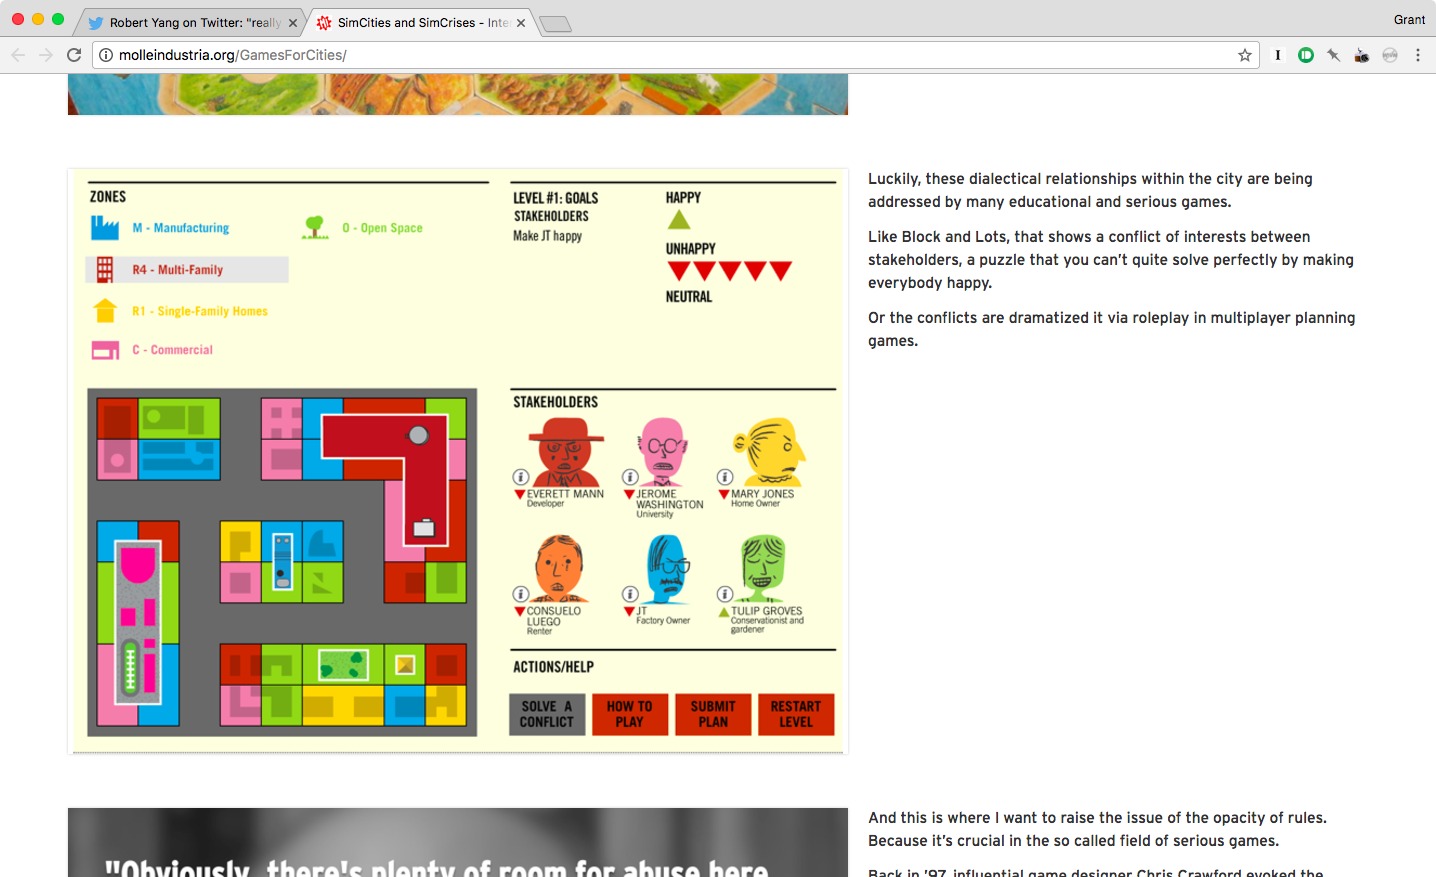 Robert Yang on Twitter: "really
SimCities and SimCrises - Inte
Grant
molleindustria.org/GamesForCities/
ZONES
M - Manufacturing
O - Open Space
R4 - Multi-Family
R1 - Single-Family Homes
C - Commercial
LEVEL #1: GOALS
STAKEHOLDERS
Make JT happy
HAPPY
UNHAPPY
NEUTRAL
STAKEHOLDERS
EVERETT MANN
Developer
JEROME
WASHINGTON
University
MARY JONES
Home Owner
CONSUELO
LUEGO
Renter
JT
Factory Owner
TULIP GROVES
Conservationist and
gardener
ACTIONS/HELP
SOLVE A
CONFLICT
HOW TO
PLAY
SUBMIT
PLAN
RESTART
LEVEL
Luckily, these dialectical relationships within the city are being
addressed by many educational and serious games.
Like Block and Lots, that shows a conflict of interests between
stakeholders, a puzzle that you can't quite solve perfectly by making
everybody happy.
Or the conflicts are dramatized it via roleplay in multiplayer planning
games.
"Obviously, there's plenty of room for abuse here.
And this is where I want to raise the issue of the opacity of rules.
Because it's crucial in the so called field of serious games.
Back in '97, influential game designer Chris Crawford evoked the